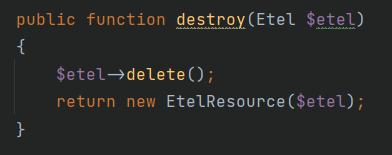 public function destroy(Etel $etel)
{
    $etel->delete();
    return new EtelResource($etel);
}